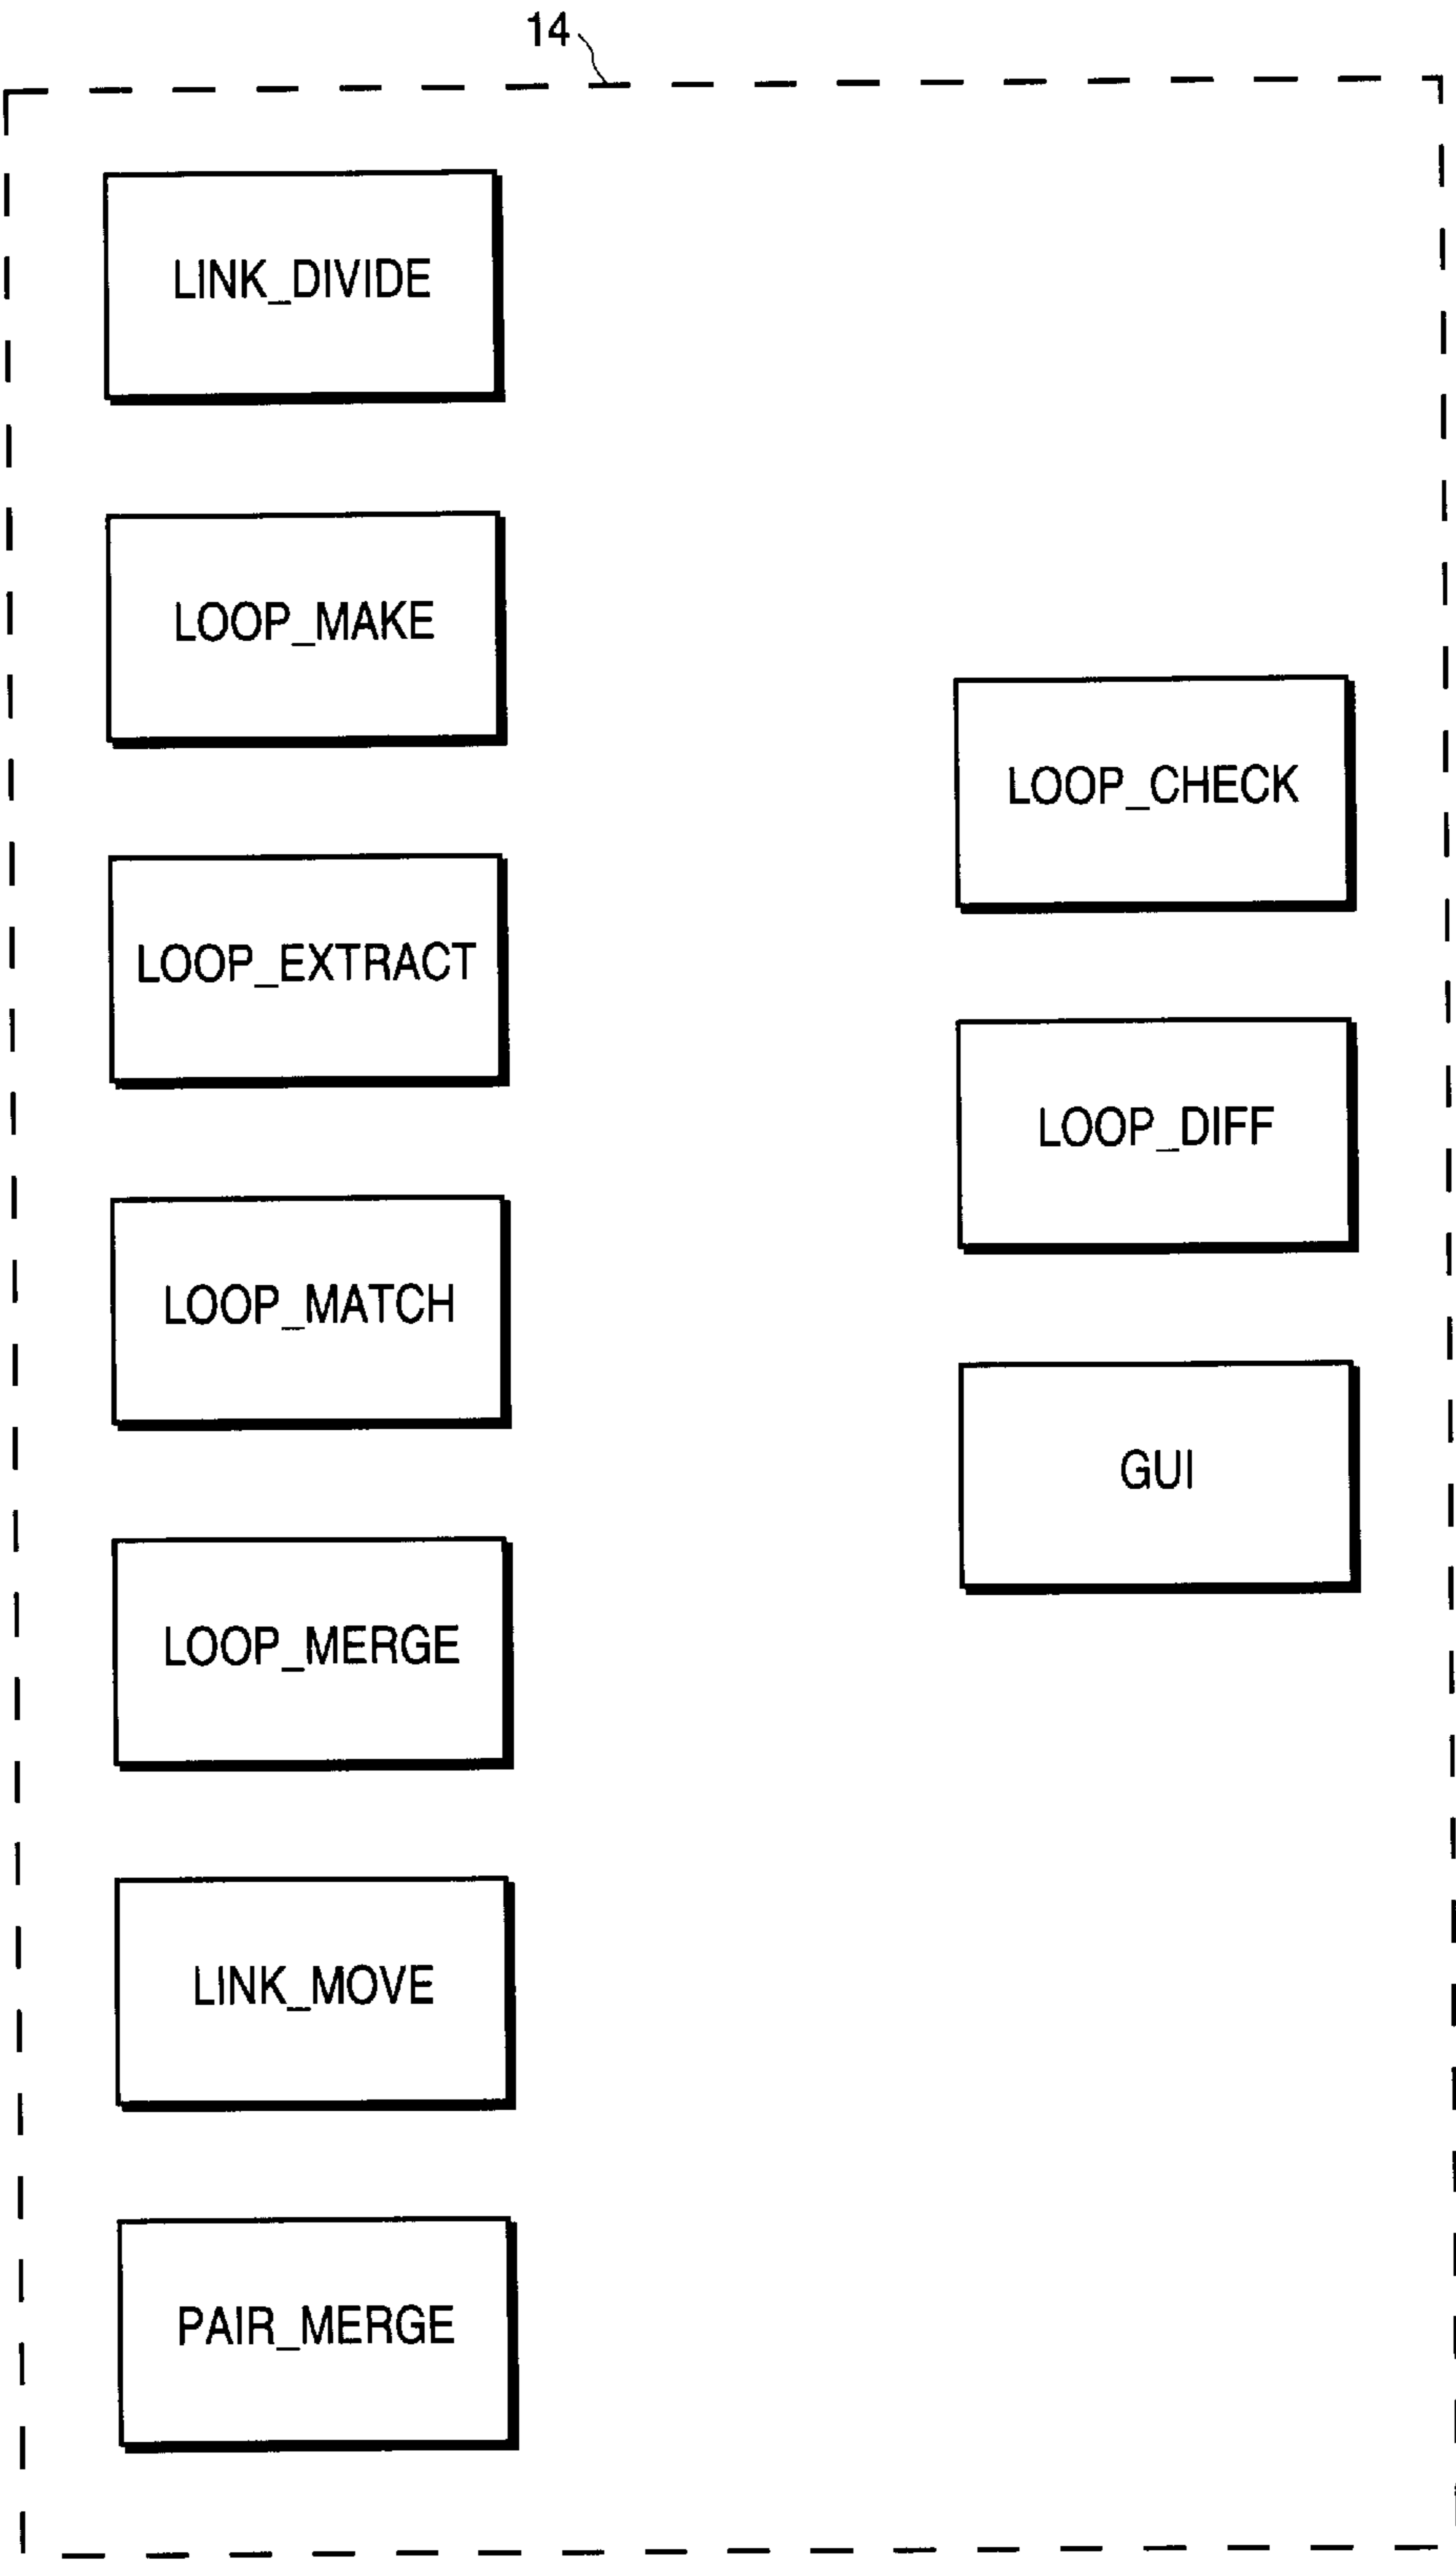 14
LINK_DIVIDE
LOOP_MAKE
LOOP_EXTRACT
LOOP_MATCH
LOOP_MERGE
LINK_MOVE
PAIR_MERGE
LOOP_CHECK
LOOP_DIFF
GUI